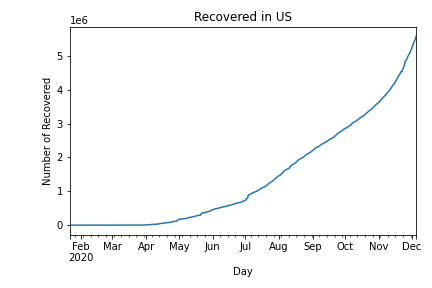 Recovered in US
1e6
5
4
3
2
1
0
Number of Recovered
Feb Mar Apr May Jun Jul Aug Sep Oct Nov Dec
2020
Day